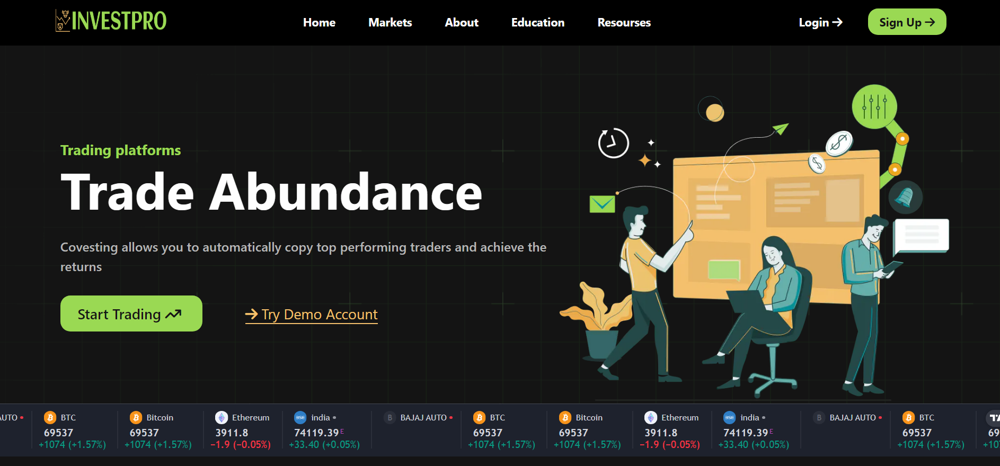 INVESTPRO
Home Markets About Education Resourses
Login → Sign Up →
Trading platforms
Trade Abundance
Covesting allows you to automatically copy top performing traders and achieve the
returns
Start Trading
→ Try Demo Account
AUTO • BTC Bitcoin Ethereum india • B BAJAJ AUTO • BTC Bitcoin Ethereum india • B BAJAJ AUTO • BTC
69537 69537 3911.8 BSE 74119.39 E 69537 69537 3911.8 BSE 74119.39 E 69537 69
+1074 (+1.57%) +1074 (+1.57%) −1.9 (−0.05%) +33.40 (+0.05%) +1074 (+1.57%) +1074 (+1.57%) −1.9 (−0.05%) +33.40 (+0.05%) +1074 (+1.57%) +107